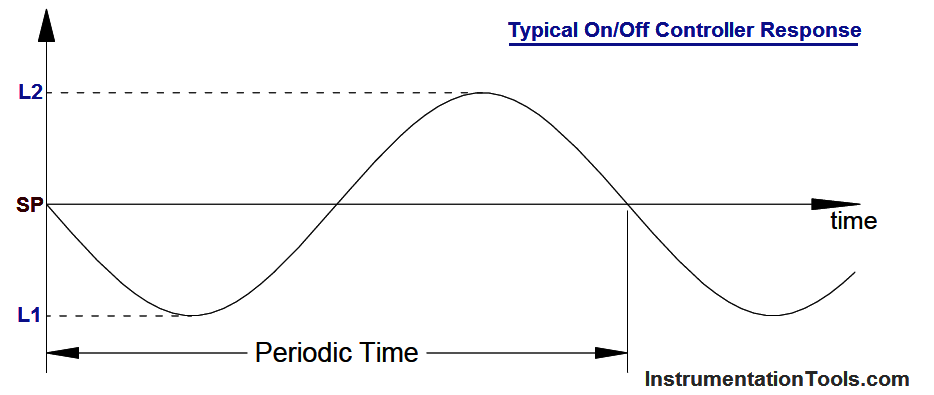 Typical On/Off Controller Response
L2
SP
time
L1
Periodic Time
InstrumentationTools.com